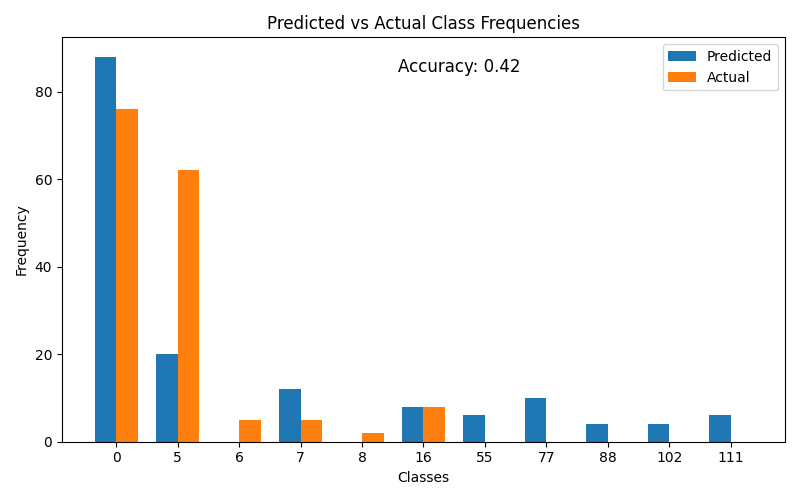 Predicted vs Actual Class Frequencies
Accuracy: 0.42
Predicted
Actual
Frequency
80
60
40
20
0
0 5 6 7 8 16 55 77 88 102 111
Classes